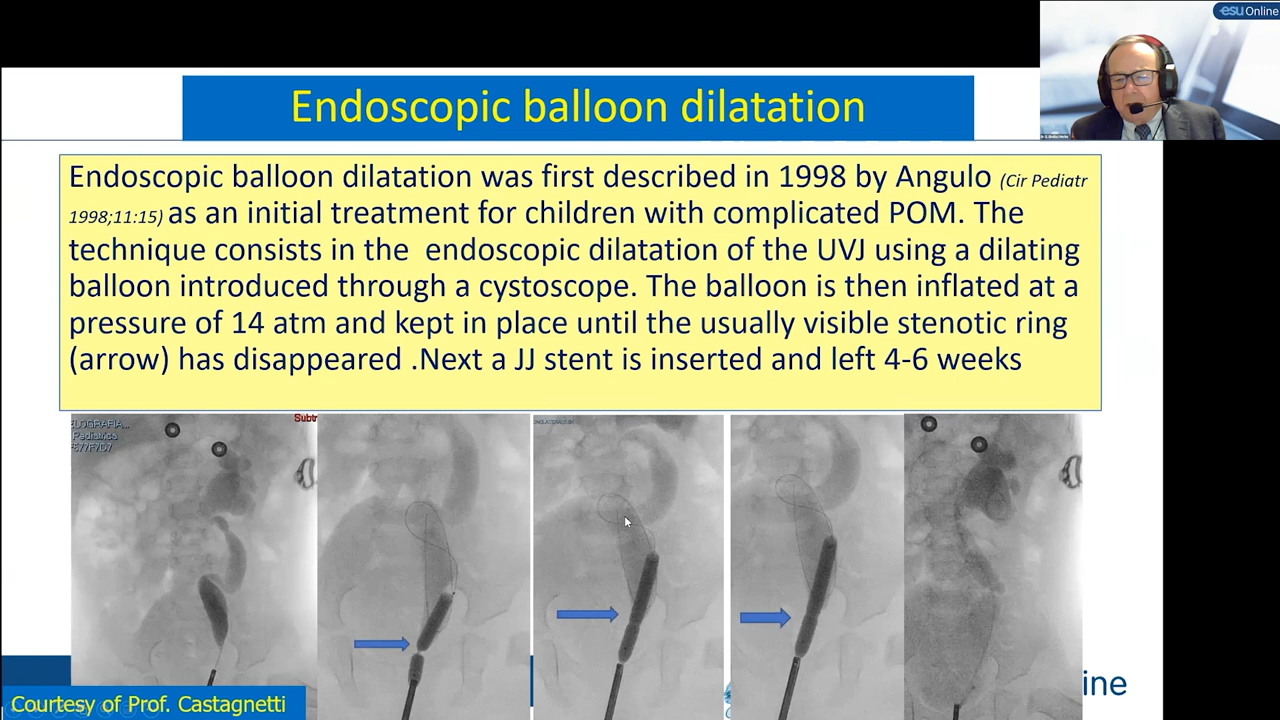 esu Online
Endoscopic balloon dilatation
Endoscopic balloon dilatation was first described in 1998 by Angulo (Cir Pediatr
1998;11:15) as an initial treatment for children with complicated POM. The
technique consists in the  endoscopic dilatation of the UVJ using a dilating
balloon introduced through a cystoscope. The balloon is then inflated at a
pressure of 14 atm and kept in place until the usually visible stenotic ring
(arrow) has disappeared .Next a JJ stent is inserted and left 4-6 weeks
Subtr
Pediatrica
Courtesy of Prof. Castagnetti
ine